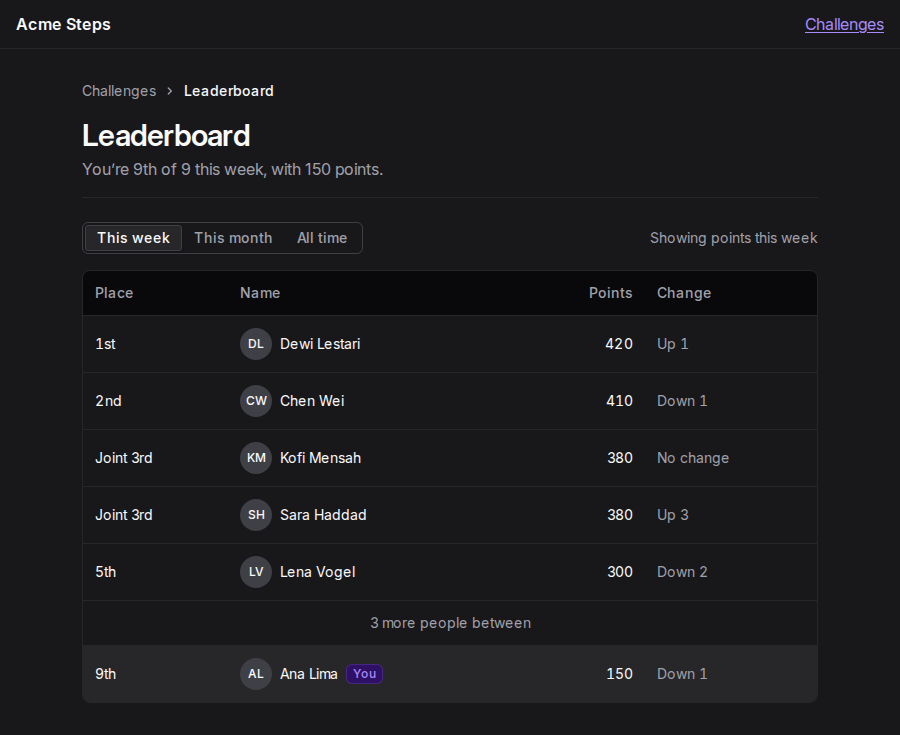 Acme Steps Challenges
Challenges > Leaderboard
Leaderboard
You’re 9th of 9 this week, with 150 points.
This week This month All time Showing points this week
Place Name Points Change
1st DL Dewi Lestari 420 Up 1
2nd CW Chen Wei 410 Down 1
Joint 3rd KM Kofi Mensah 380 No change
Joint 3rd SH Sara Haddad 380 Up 3
5th LV Lena Vogel 300 Down 2
3 more people between
9th AL Ana Lima You 150 Down 1